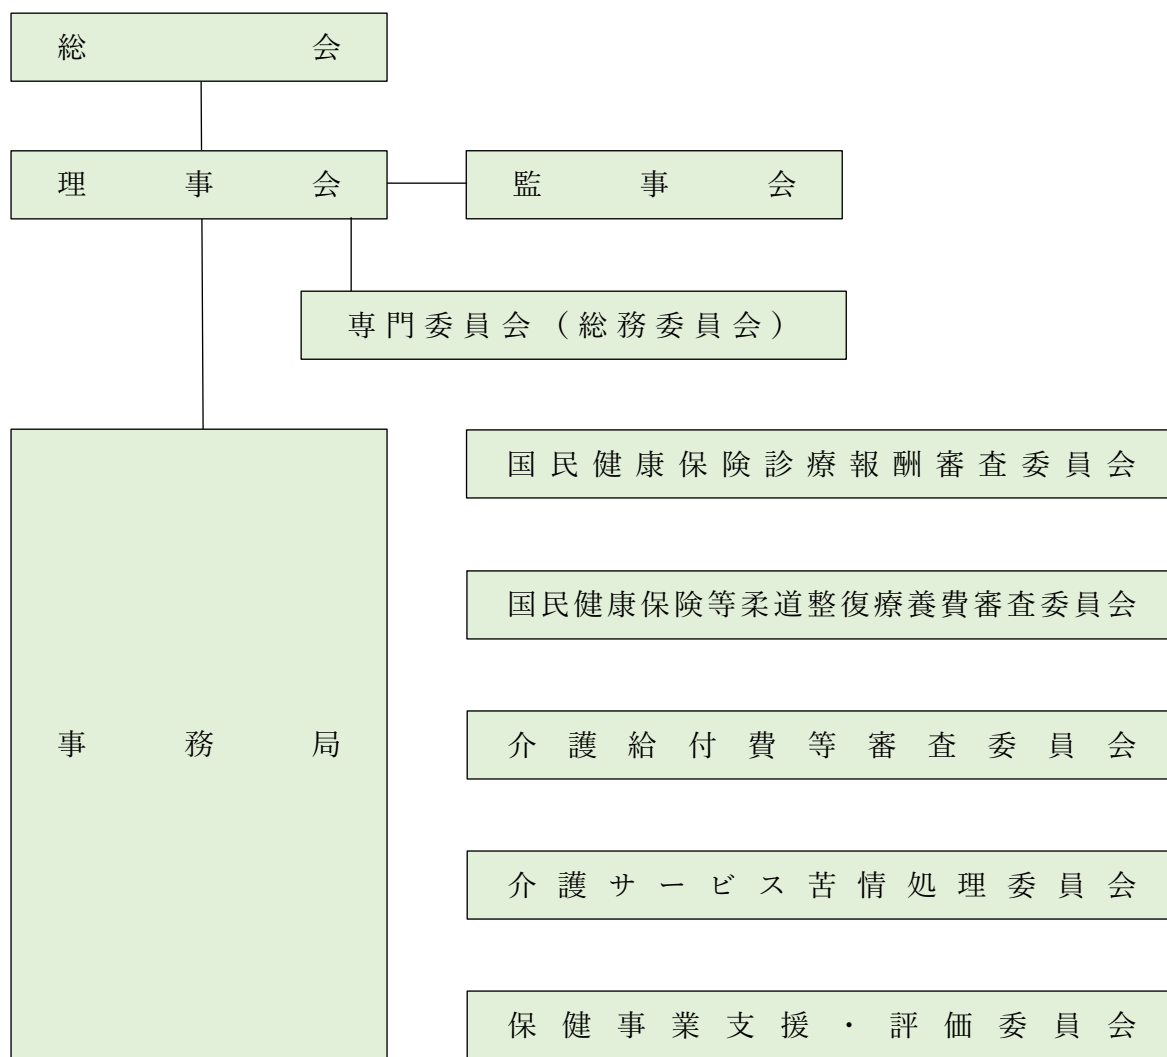 総会
理事会
監事会
専門委員会（総務委員会）
事務局
国民健康保険診療報酬審査委員会
国民健康保険等柔道整復療養費審査委員会
介護給付費等審査委員会
介護サービス苦情処理委員会
保健事業支援・評価委員会